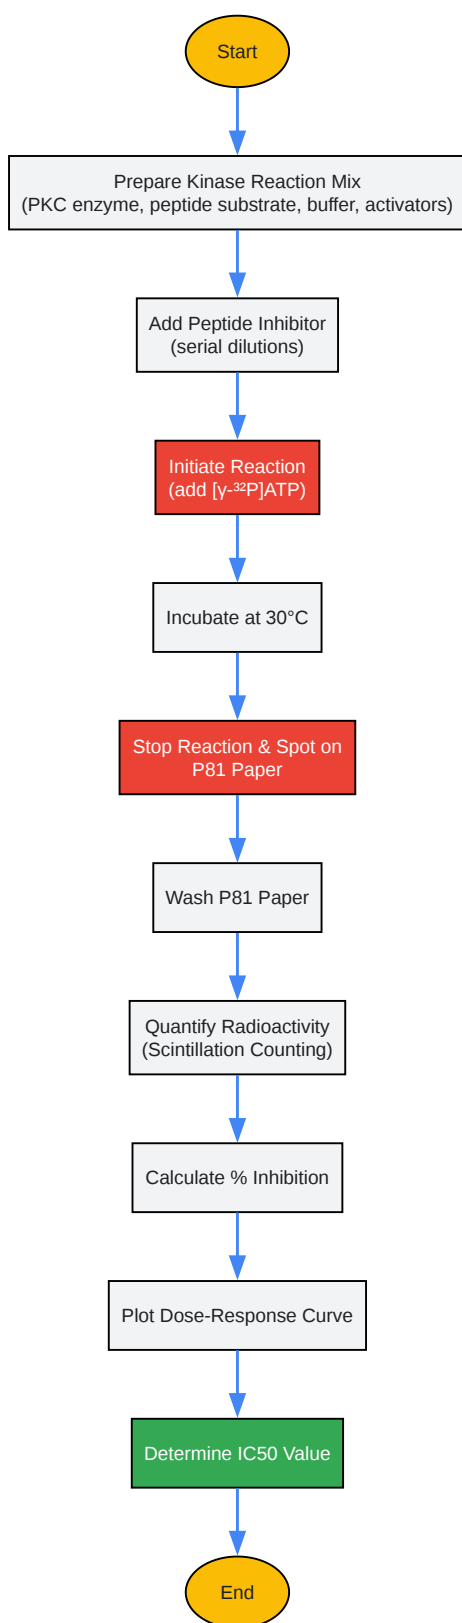 Start
Prepare Kinase Reaction Mix
(PKC enzyme, peptide substrate, buffer, activators)
Add Peptide Inhibitor
(serial dilutions)
Initiate Reaction
(add [γ-³²P]ATP)
Incubate at 30°C
Stop Reaction & Spot on
P81 Paper
Wash P81 Paper
Quantify Radioactivity
(Scintillation Counting)
Calculate % Inhibition
Plot Dose-Response Curve
Determine IC50 Value
End